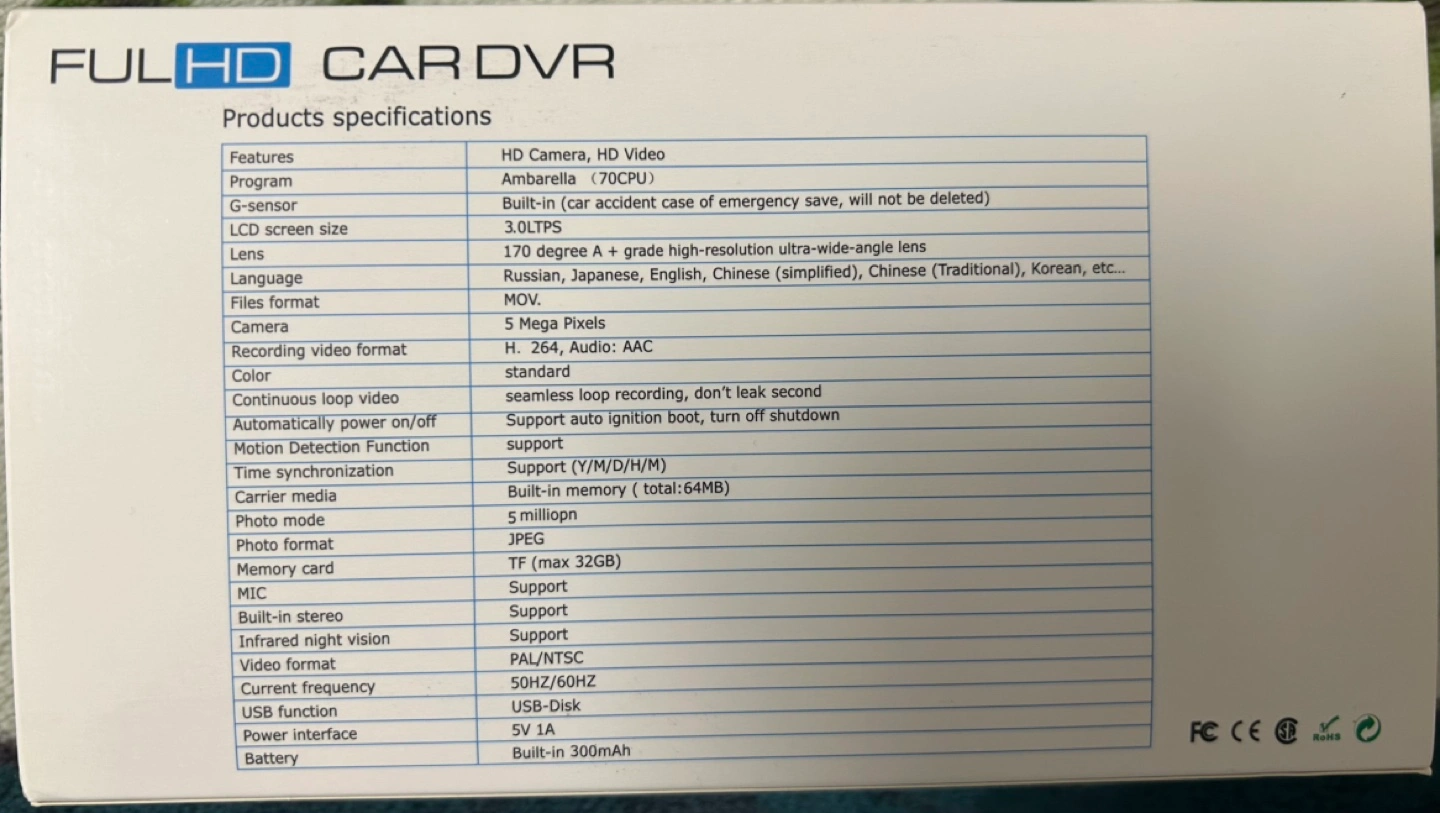 FULHD CAR DVR
Products specifications
Features HD Camera, HD Video
Program Ambarella （70CPU）
G-sensor Built-in (car accident case of emergency save, will not be deleted)
LCD screen size 3.0LTPS
Lens 170 degree A + grade high-resolution ultra-wide-angle lens
Language Russian, Japanese, English, Chinese (simplified), Chinese (Traditional), Korean, etc...
Files format MOV.
Camera 5 Mega Pixels
Recording video format H. 264, Audio: AAC
Color standard
Continuous loop video seamless loop recording, don't leak second
Automatically power on/off Support auto ignition boot, turn off shutdown
Motion Detection Function support
Time synchronization Support (Y/M/D/H/M)
Carrier media Built-in memory ( total:64MB)
Photo mode 5 milliopn
Photo format JPEG
Memory card TF (max 32GB)
MIC Support
Built-in stereo Support
Infrared night vision Support
Video format PAL/NTSC
Current frequency 50HZ/60HZ
USB function USB-Disk
Power interface 5V 1A
Battery Built-in 300mAh
FC CE SA RoHS